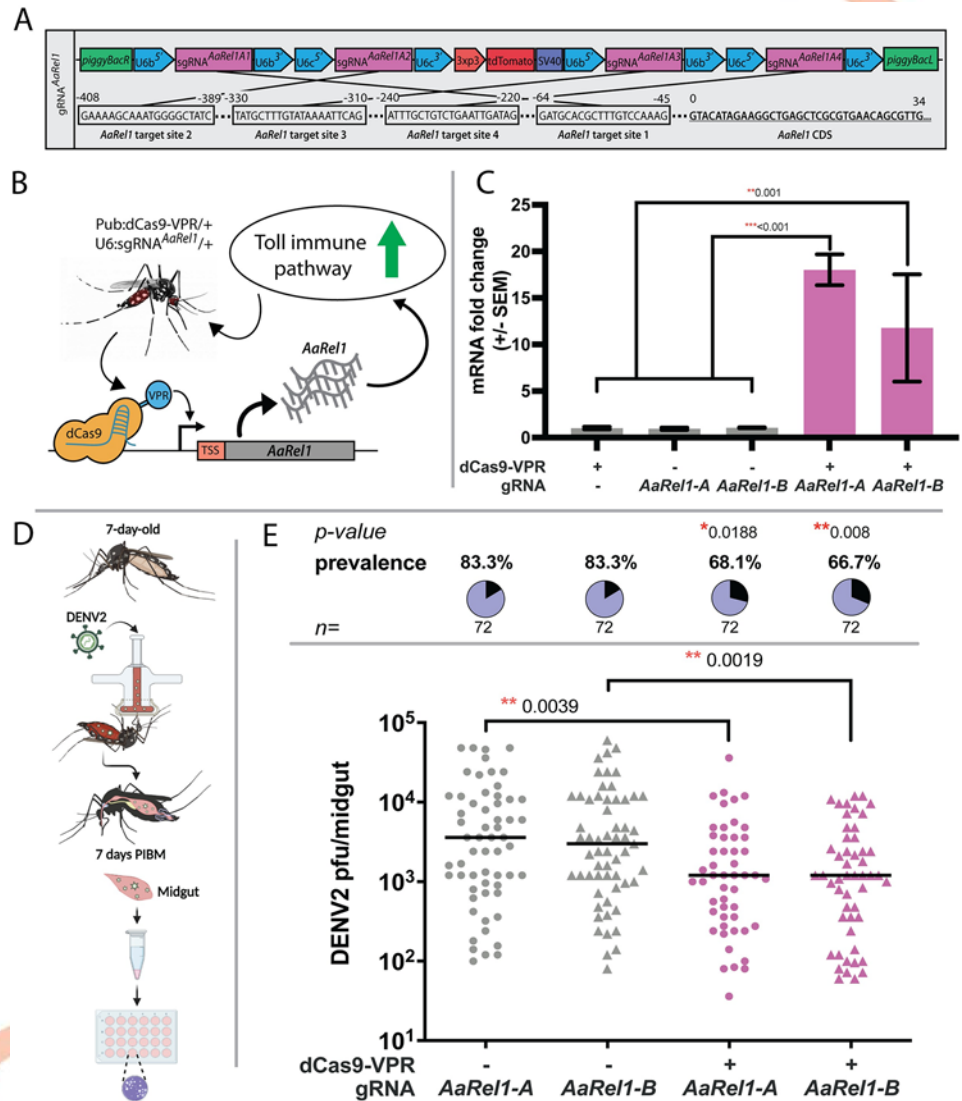 A
gRNA^AaRel1
piggyBacR U6b^5' sgRNA^AaRel1A1 U6b^3' U6c^5' sgRNA^AaRel1A2 U6c^3' 3xp3 tdTomato SV40 U6b^5' sgRNA^AaRel1A3 U6b^3' U6c^5' sgRNA^AaRel1A4 U6c^3' piggyBacL
-408 -389 -330 -310 -240 -220 -64 -45 0 34
GAAAAGCAAATGGGGCTATC TATGCTTTGTATAAAATTCAG ATTTGCTGTCTGAATTGATAG GATGCACGCTTTGTCCAAAG GTACATAGAAGGCTGAGCTCGCGTGAACAGCGTTG...
AaRel1 target site 2 AaRel1 target site 3 AaRel1 target site 4 AaRel1 target site 1 AaRel1 CDS
B
Pub:dCas9-VPR/+
U6:sgRNA^AaRel1/+
Toll immune
pathway
AaRel1
VPR
dCas9
TSS AaRel1
C
mRNA fold change
(+/- SEM)
25
20
15
10
5
0
**0.001
***<0.001
dCas9-VPR + - - + +
gRNA - AaRel1-A AaRel1-B AaRel1-A AaRel1-B
D
7-day-old
DENV2
7 days PIBM
Midgut
E
p-value *0.0188 **0.008
prevalence 83.3% 83.3% 68.1% 66.7%
n= 72 72 72 72
** 0.0019
** 0.0039
DENV2 pfu/midgut
10^5
10^4
10^3
10^2
10^1
dCas9-VPR - - + +
gRNA AaRel1-A AaRel1-B AaRel1-A AaRel1-B